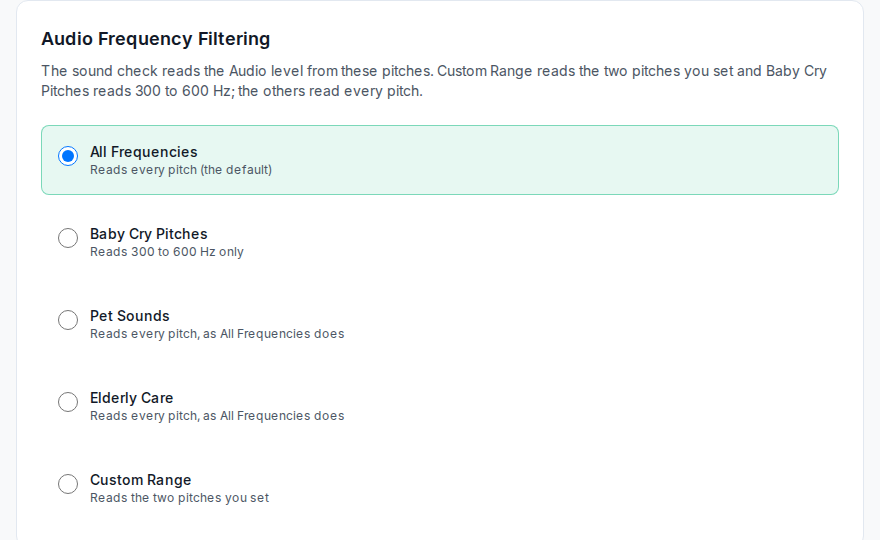 Audio Frequency Filtering
The sound check reads the Audio level from these pitches. Custom Range reads the two pitches you set and Baby Cry
Pitches reads 300 to 600 Hz; the others read every pitch.
All Frequencies
Reads every pitch (the default)
Baby Cry Pitches
Reads 300 to 600 Hz only
Pet Sounds
Reads every pitch, as All Frequencies does
Elderly Care
Reads every pitch, as All Frequencies does
Custom Range
Reads the two pitches you set